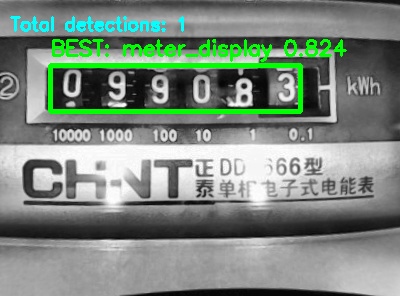 Total detections: 1
BEST: meter_display 0.824
② 0 9 9 0 8 3 kWh
10000 1000 100 10 1 0.1
CHNT 正泰 DD 666型
单相电子式电能表